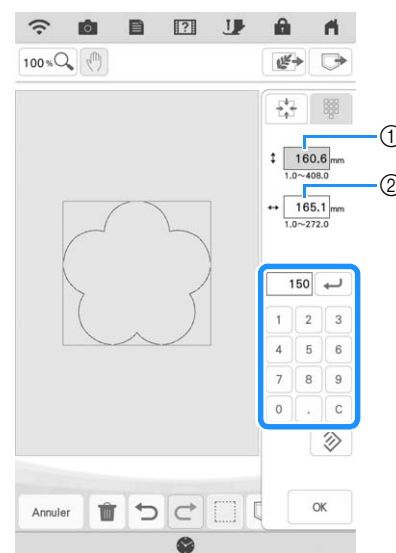 100 %
160.6 mm
1.0~408.0
165.1 mm
1.0~272.0
①
②
150
1 2 3
4 5 6
7 8 9
0 . C
Annuler
OK